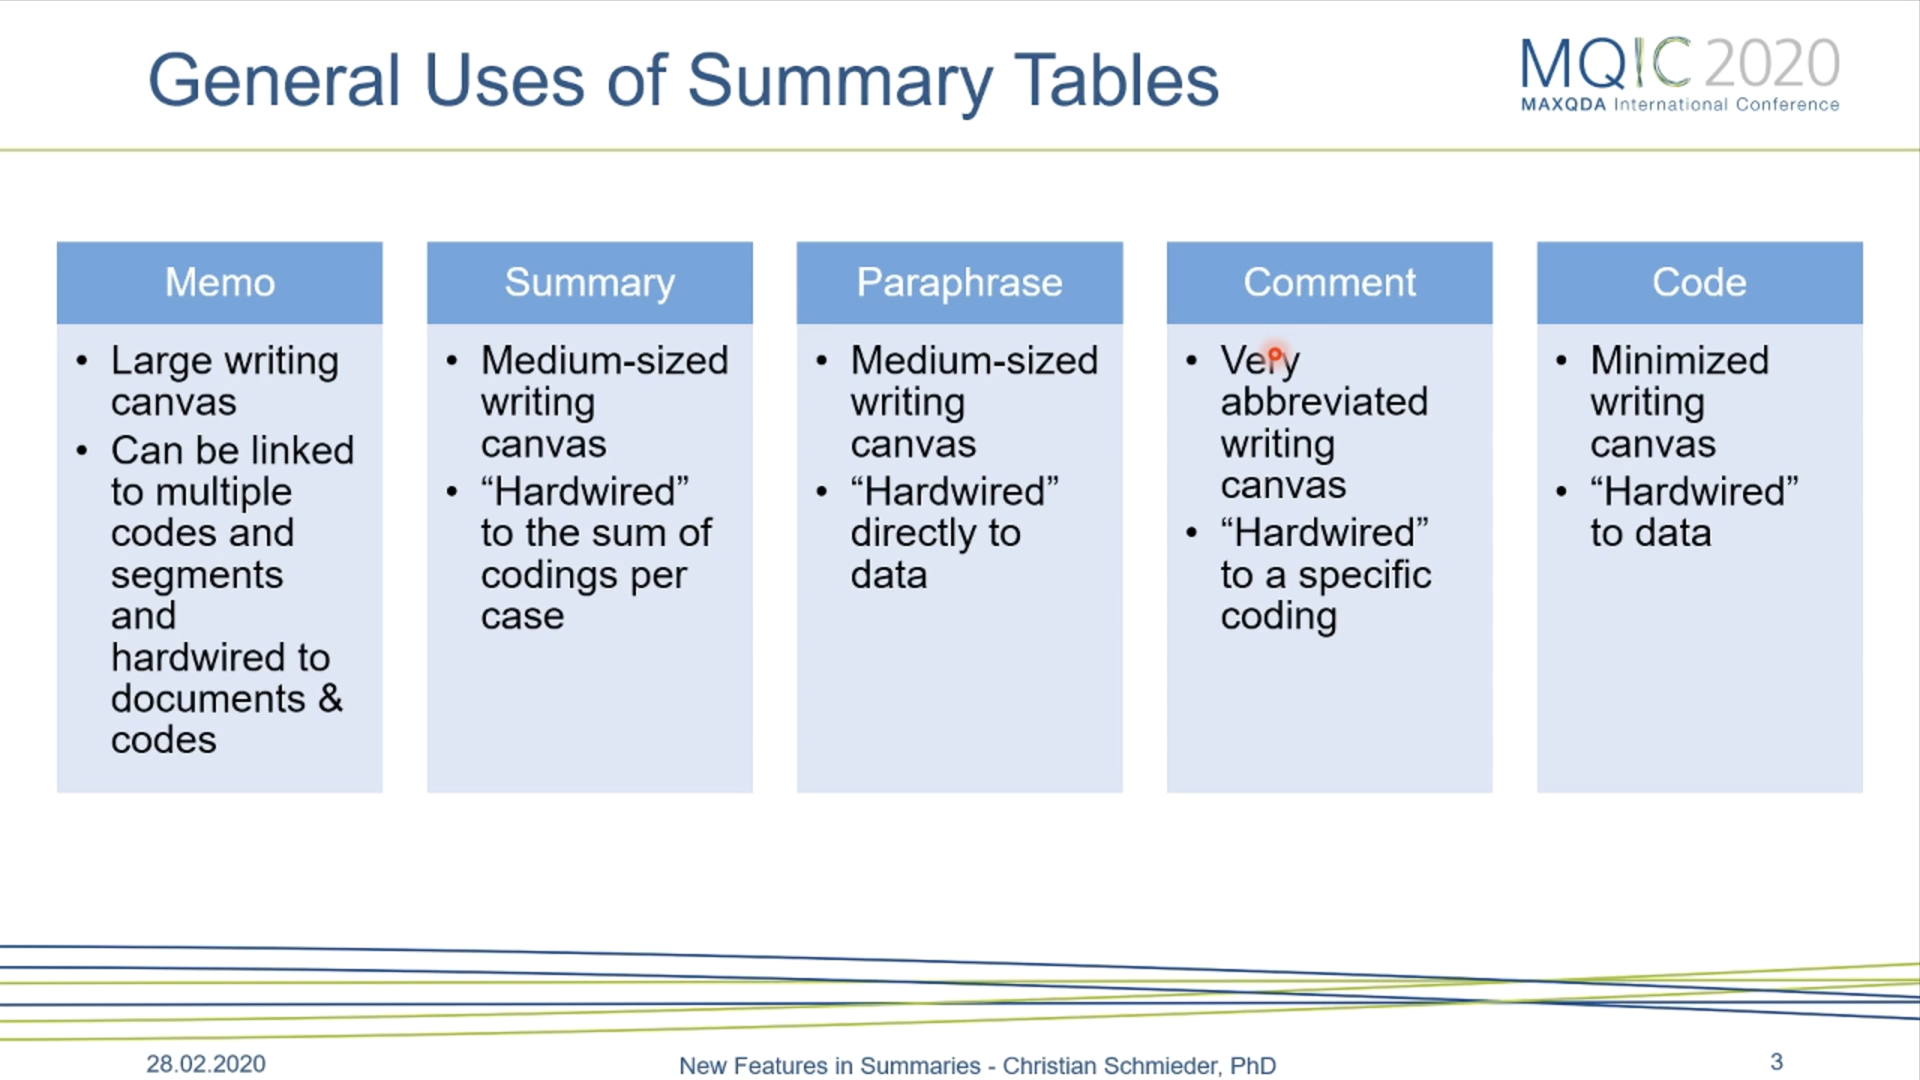 General Uses of Summary Tables
MQIC 2020
MAXQDA International Conference
Memo
• Large writing
canvas
• Can be linked
to multiple
codes and
segments
and
hardwired to
documents &
codes
Summary
• Medium-sized
writing
canvas
• “Hardwired”
to the sum of
codings per
case
Paraphrase
• Medium-sized
writing
canvas
• “Hardwired”
directly to
data
Comment
• Very
abbreviated
writing
canvas
• “Hardwired”
to a specific
coding
Code
• Minimized
writing
canvas
• “Hardwired”
to data
28.02.2020
New Features in Summaries - Christian Schmieder, PhD
3